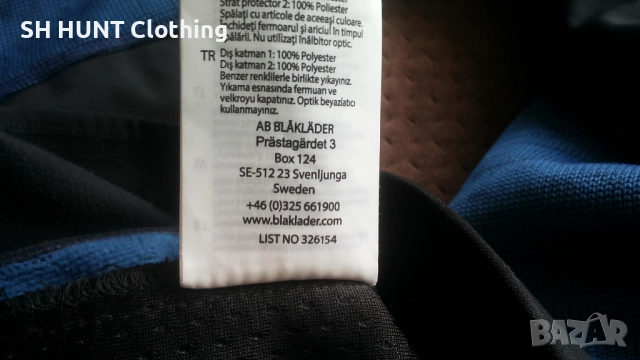 SH HUNT Clothing
Strat protector 2: 100% Poliester
Spălați cu articole de aceeași culoare.
Închideți fermoarul și ariciul în timpul
spălării. Nu utilizați înălbitor optic.
TR Dış katman 1: 100% Polyester
Dış katman 2: 100% Polyester
Benzer renklilerle birlikte yıkayınız.
Yıkama esnasında fermuan ve
velkroyu kapatınız. Optik beyazlatıcı
kullanmayınız.
AB BLÅKLÄDER
Prästagärdet 3
Box 124
SE-512 23 Svenljunga
Sweden
+46 (0)325 661900
www.blaklader.com
LIST NO 326154
BAZAR